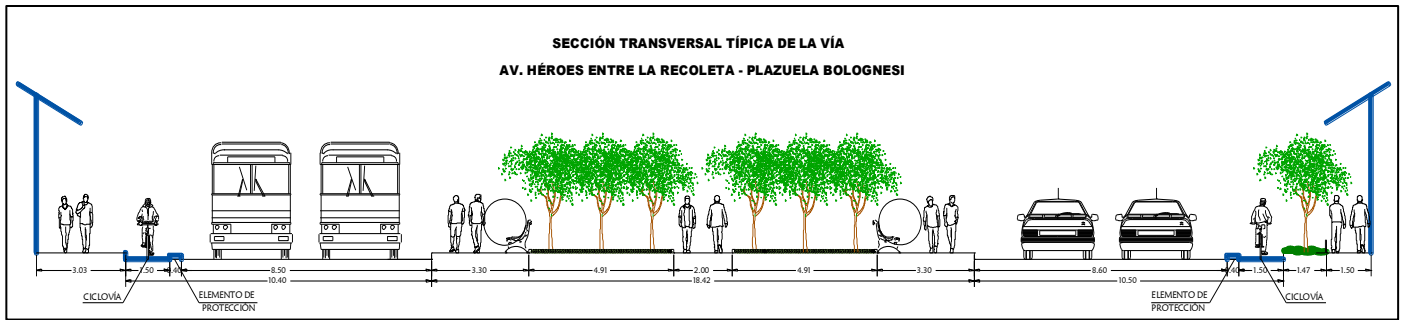 SECCIÓN TRANSVERSAL TÍPICA DE LA VÍA
AV. HÉROES ENTRE LA RECOLETA - PLAZUELA BOLOGNESI
3.03 1.50 .40 8.50 3.30 4.91 2.00 4.91 3.30 8.60 .40 1.50 1.47 1.50
10.40 18.42 10.50
CICLOVÍA
ELEMENTO DE
PROTECCIÓN
ELEMENTO DE
PROTECCIÓN
CICLOVÍA